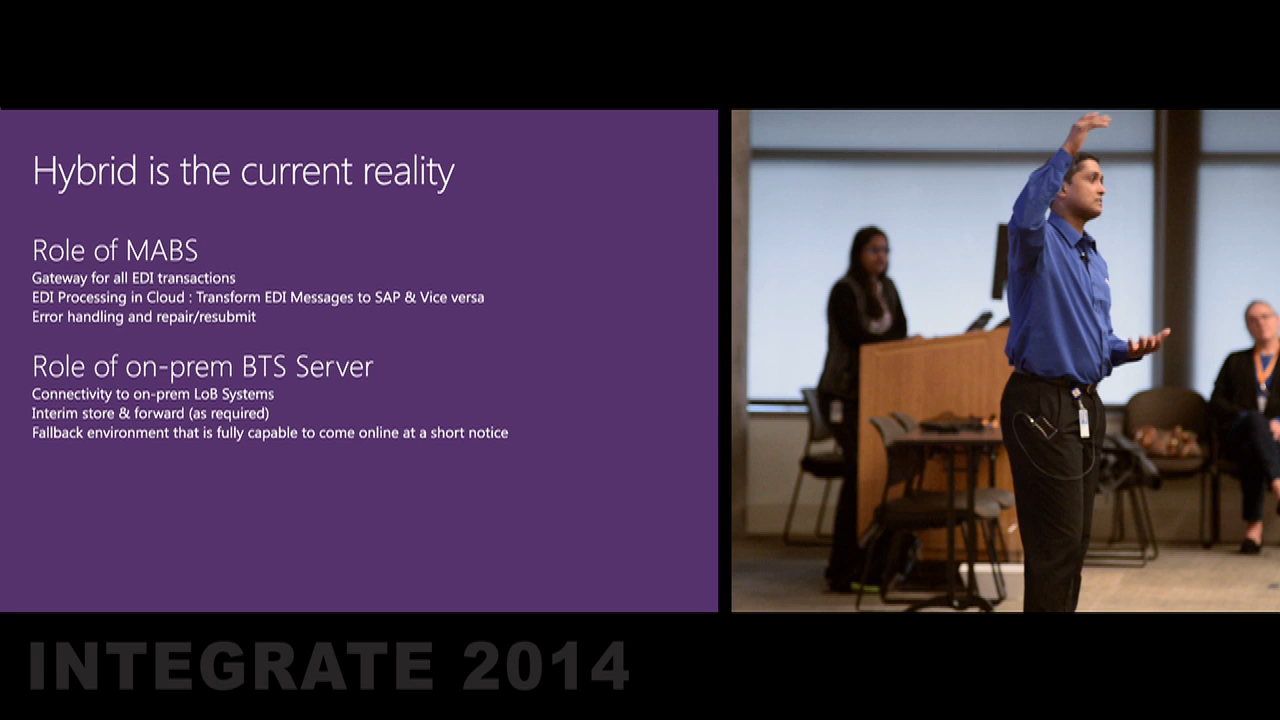 Hybrid is the current reality
Role of MABS
Gateway for all EDI transactions
EDI Processing in Cloud : Transform EDI Messages to SAP & Vice versa
Error handling and repair/resubmit
Role of on-prem BTS Server
Connectivity to on-prem LoB Systems
Interim store & forward (as required)
Fallback environment that is fully capable to come online at a short notice
INTEGRATE 2014